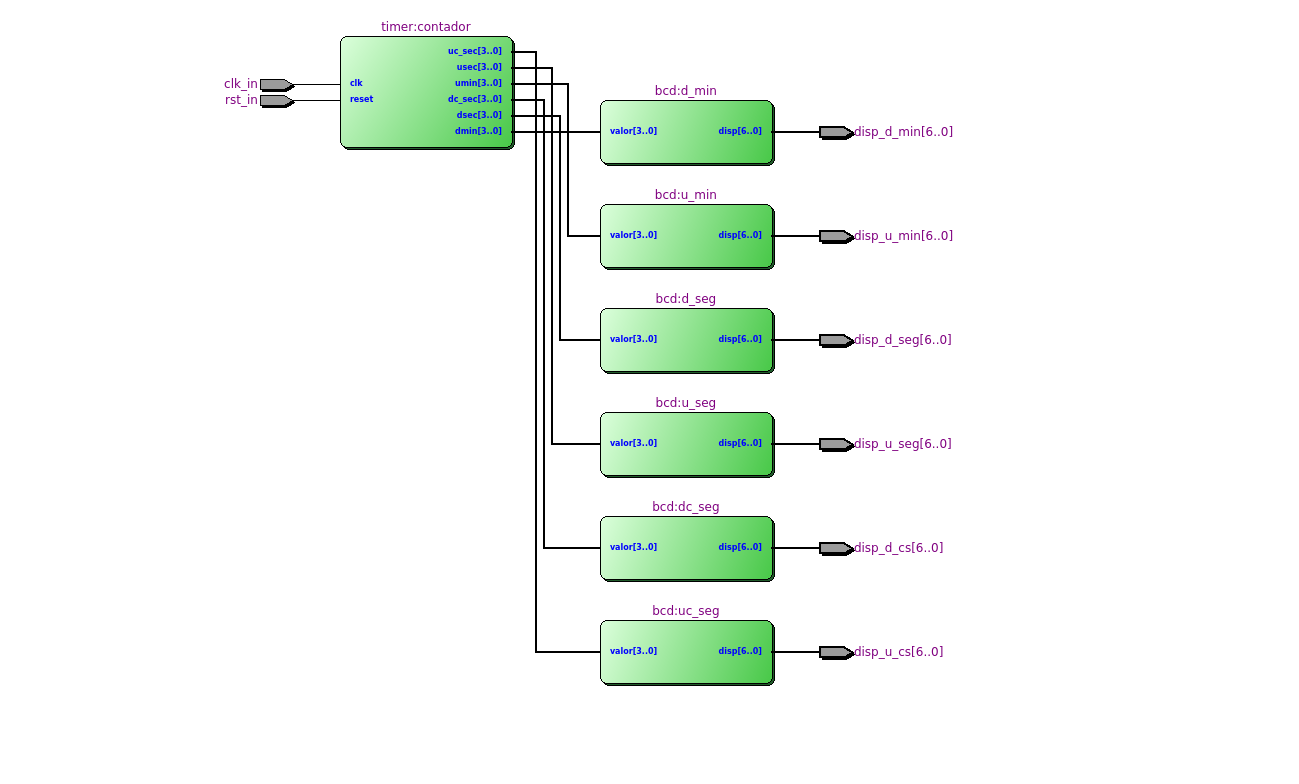 timer:contador
clk_in
rst_in
clk
reset
uc_sec[3..0]
usec[3..0]
umin[3..0]
dc_sec[3..0]
dsec[3..0]
dmin[3..0]
bcd:d_min
valor[3..0] disp[6..0]
disp_d_min[6..0]
bcd:u_min
valor[3..0] disp[6..0]
disp_u_min[6..0]
bcd:d_seg
valor[3..0] disp[6..0]
disp_d_seg[6..0]
bcd:u_seg
valor[3..0] disp[6..0]
disp_u_seg[6..0]
bcd:dc_seg
valor[3..0] disp[6..0]
disp_d_cs[6..0]
bcd:uc_seg
valor[3..0] disp[6..0]
disp_u_cs[6..0]